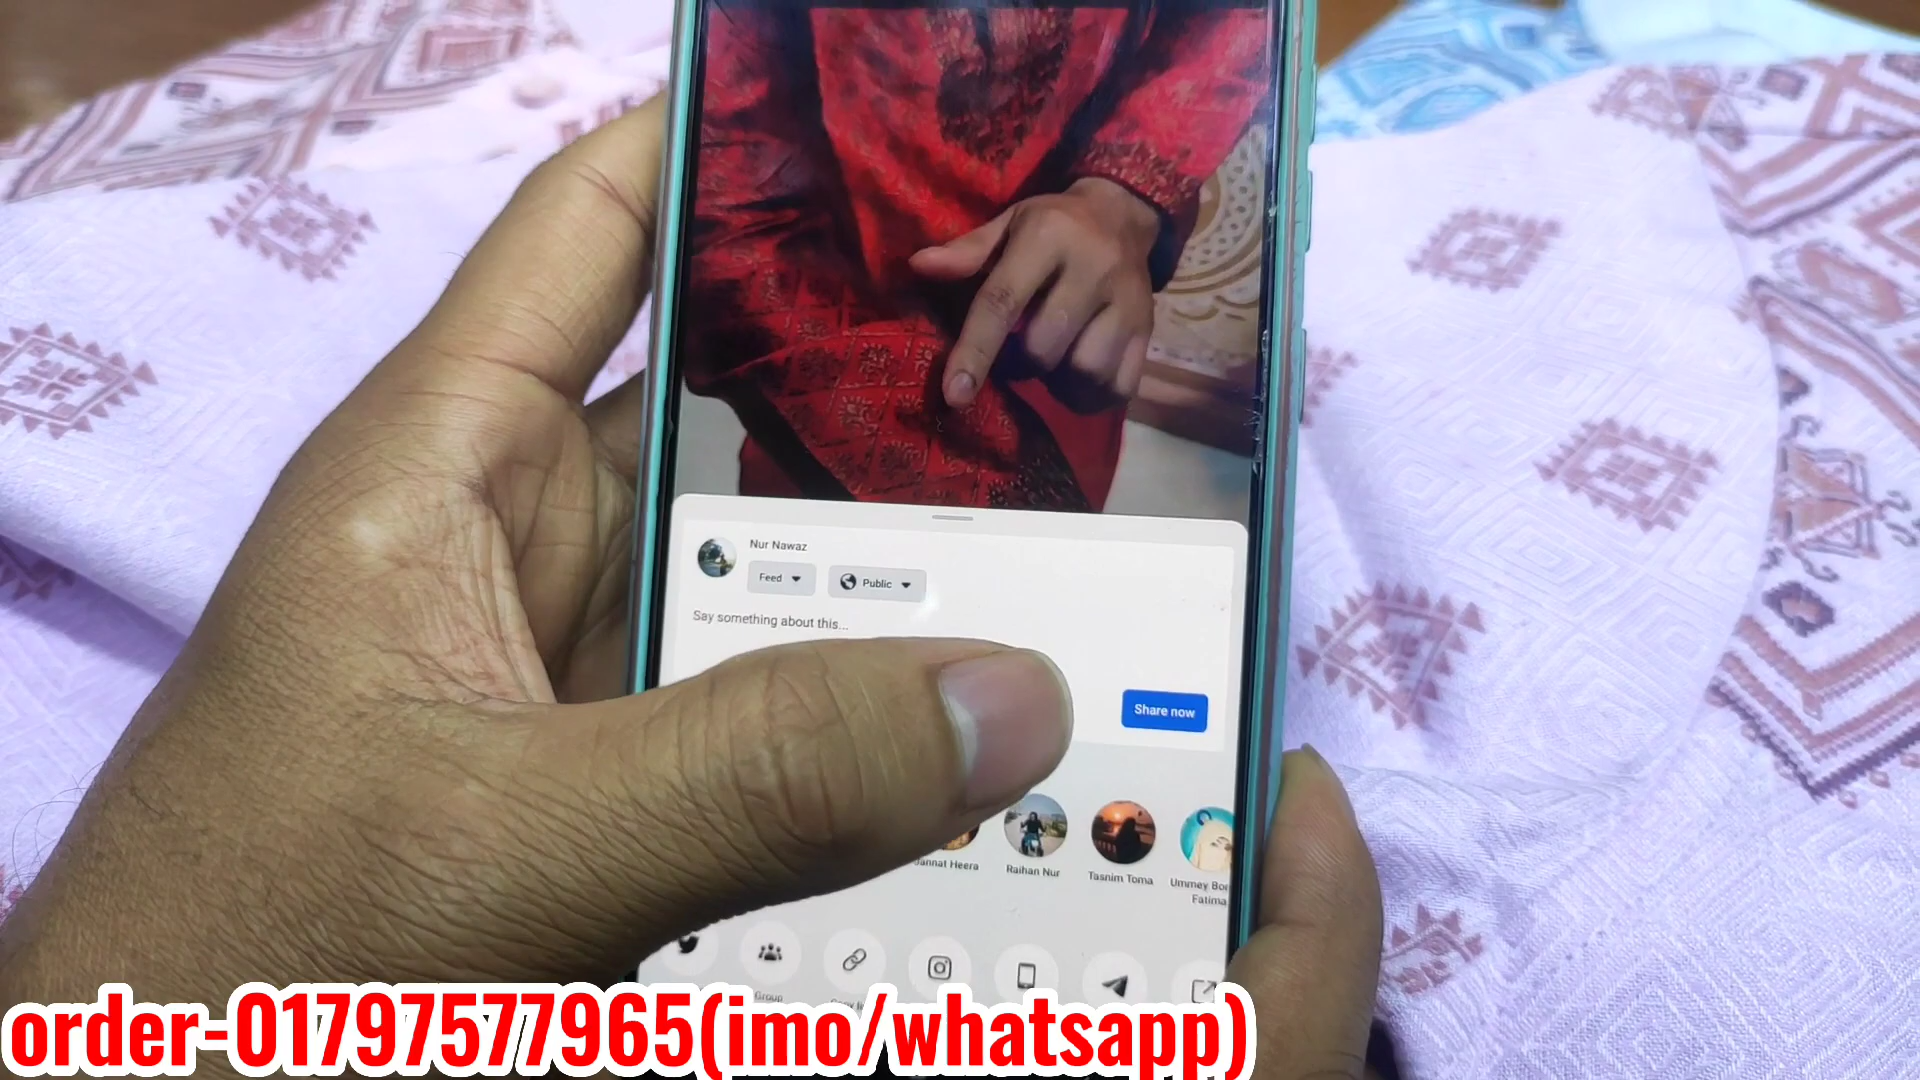 Nur Nawaz
Feed
Public
Say something about this...
Share now
Jannat Heera
Raihan Nur
Tasnim Toma
Ummey
Fatima
Group
Copy
order-01797577965(imo/whatsapp)